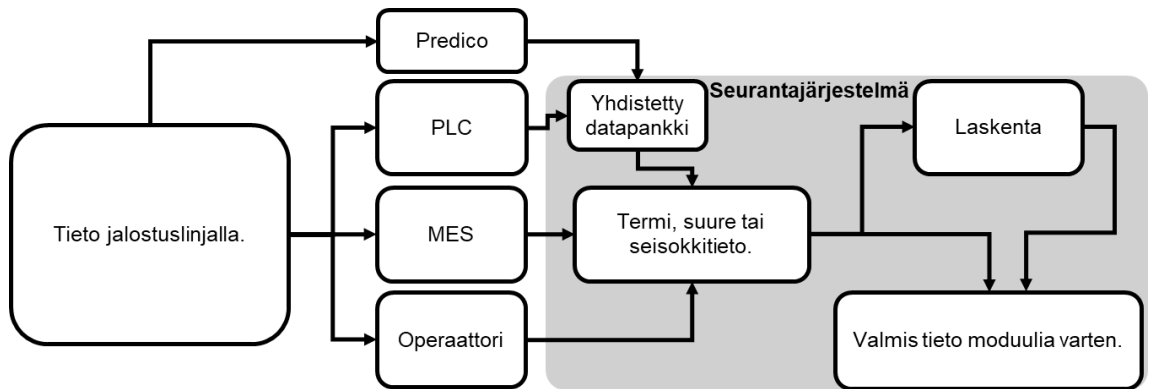 Predico
Seurantajärjestelmä
Yhdistetty
datapankki
PLC
Laskenta
Tieto jalostuslinjalla.
MES
Termi, suure tai
seisokkitieto.
Operaattori
Valmis tieto moduulia varten.